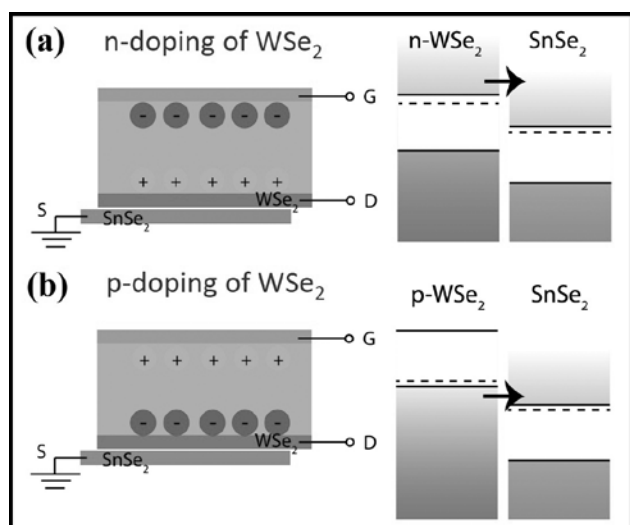 (a) n-doping of WSe₂
n-WSe₂ SnSe₂
- - - - -
G
+ + + + +
WSe₂
D
S
SnSe₂
(b) p-doping of WSe₂
p-WSe₂ SnSe₂
G
+ + + + +
- - - - -
WSe₂
D
S
SnSe₂